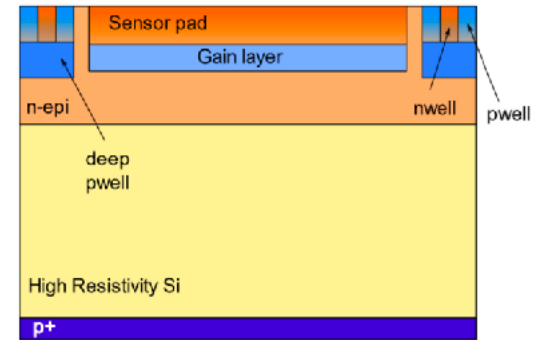 Sensor pad
Gain layer
n-epi
nwell
pwell
deep
pwell
High Resistivity Si
p+